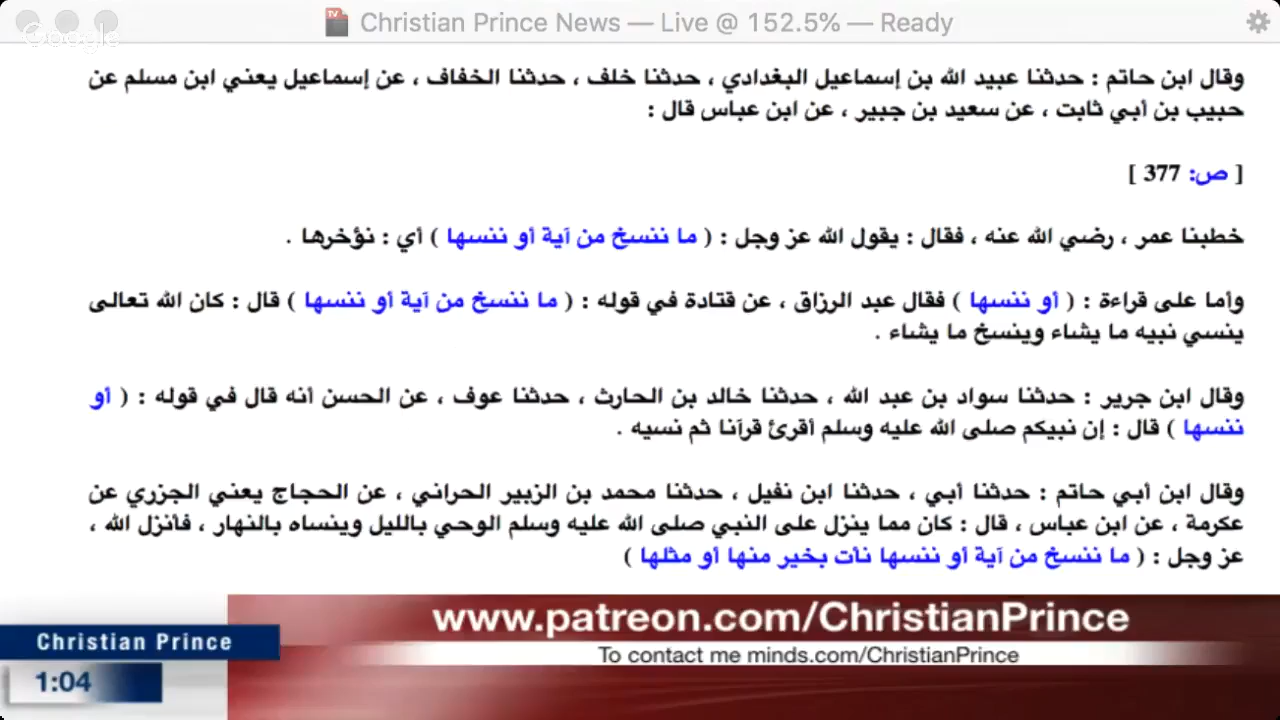 Christian Prince News — Live @ 152.5% — Ready
Google
وقال ابن حاتم : حدثنا عبيد الله بن إسماعيل البغدادي ، حدثنا خلف ، حدثنا الخفاف ، عن إسماعيل يعني ابن مسلم عن
حبيب بن أبي ثابت ، عن سعيد بن جبير ، عن ابن عباس قال :
[ ص: 377 ]
خطبنا عمر ، رضي الله عنه ، فقال : يقول الله عز وجل : ( ما ننسخ من آية أو ننسها ) أي : نؤخرها .
وأما على قراءة : ( أو ننسها ) فقال عبد الرزاق ، عن قتادة في قوله : ( ما ننسخ من آية أو ننسها ) قال : كان الله تعالى
ينسي نبيه ما يشاء وينسخ ما يشاء .
وقال ابن جرير : حدثنا سواد بن عبد الله ، حدثنا خالد بن الحارث ، حدثنا عوف ، عن الحسن أنه قال في قوله : ( أو
ننسها ) قال : إن نبيكم صلى الله عليه وسلم أقرئ قرآنا ثم نسيه .
وقال ابن أبي حاتم : حدثنا أبي ، حدثنا ابن نفيل ، حدثنا محمد بن الزبير الحراني ، عن الحجاج يعني الجزري عن
عكرمة ، عن ابن عباس ، قال : كان مما ينزل على النبي صلى الله عليه وسلم الوحي بالليل وينساه بالنهار ، فأنزل الله ،
عز وجل : ( ما ننسخ من آية أو ننسها نأت بخير منها أو مثلها )
www.patreon.com/ChristianPrince
Christian Prince
To contact me minds.com/ChristianPrince
1:04